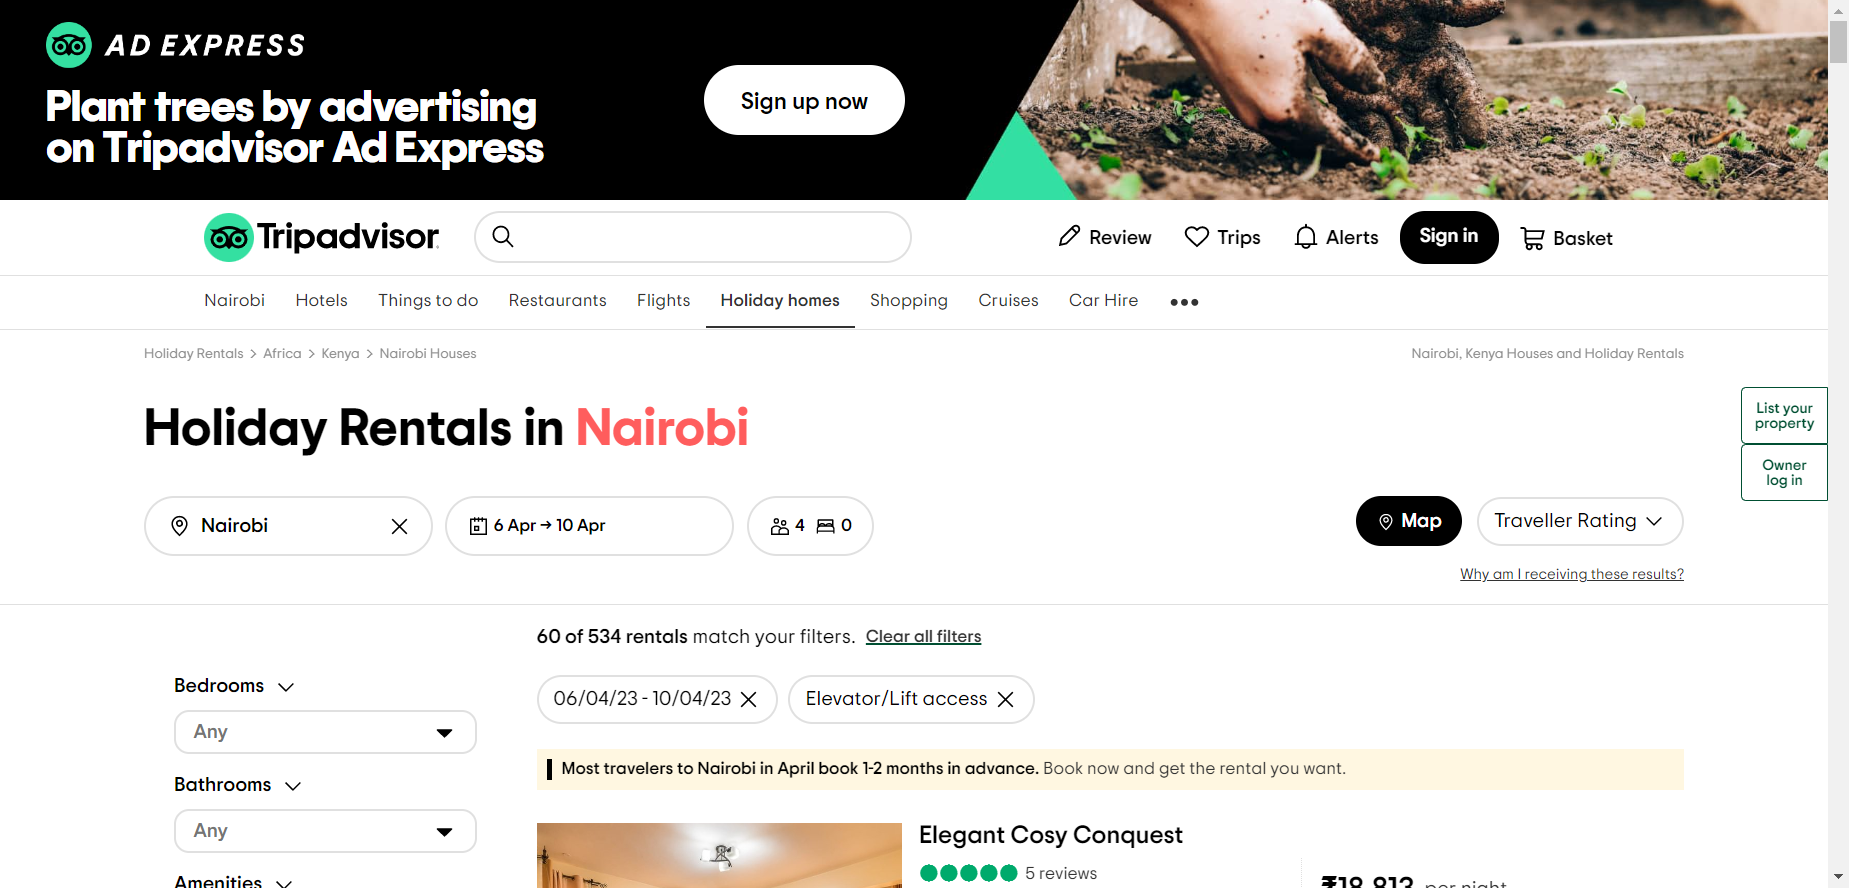 AD EXPRESS
Plant trees by advertising
on Tripadvisor Ad Express
Sign up now
Tripadvisor
Review
Trips
Alerts
Sign in
Basket
Nairobi
Hotels
Things to do
Restaurants
Flights
Holiday homes
Shopping
Cruises
Car Hire
Holiday Rentals > Africa > Kenya > Nairobi Houses
Nairobi, Kenya Houses and Holiday Rentals
List your
property
Owner
log in
Holiday Rentals in Nairobi
Nairobi
6 Apr → 10 Apr
4
0
Map
Traveller Rating
Why am I receiving these results?
60 of 534 rentals match your filters. Clear all filters
06/04/23 - 10/04/23
Elevator/Lift access
Bedrooms
Any
Bathrooms
Any
Amenities
Most travelers to Nairobi in April book 1-2 months in advance. Book now and get the rental you want.
Elegant Cosy Conquest
5 reviews
₹18,813 per night